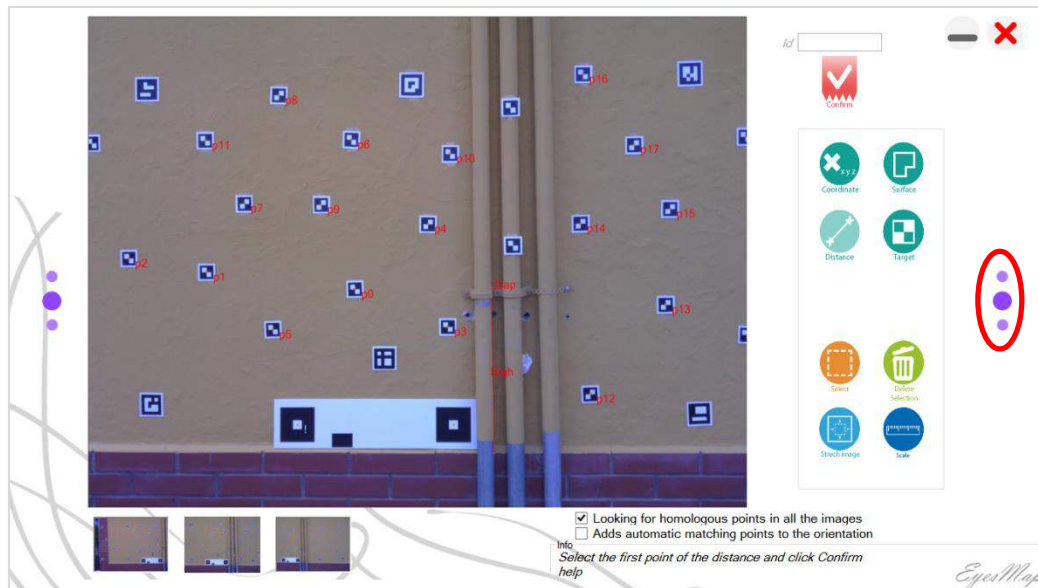 Id
Confirm
p16
p8
p11
p6
p10
p17
p7
p9
p4
p14
p15
p2
p1
p0
Gap
p13
p5
p3
High
p12
Coordinate
Surface
Distance
Target
Select
Delete
Selection
Strech image
Scale
Looking for homologous points in all the images
Adds automatic matching points to the orientation
Info
Select the first point of the distance and click Confirm
help
EyesMap